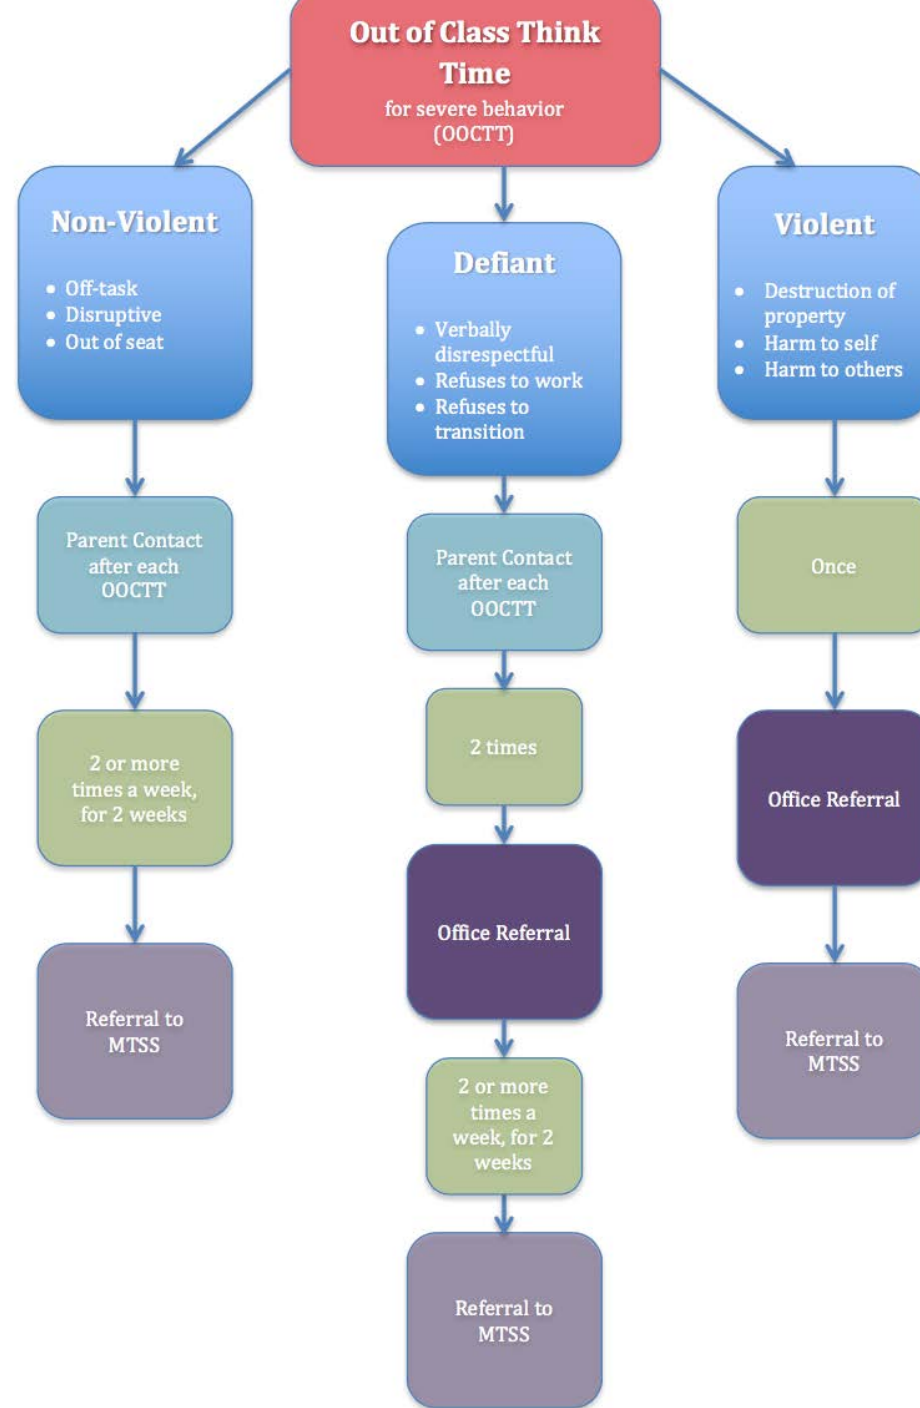 Out of Class Think
Time
for severe behavior
(OOCTT)
Non-Violent
• Off-task
• Disruptive
• Out of seat
Parent Contact
after each
OOCTT
2 or more
times a week,
for 2 weeks
Referral to
MTSS
Defiant
• Verbally
disrespectful
• Refuses to work
• Refuses to
transition
Parent Contact
after each
OOCTT
2 times
Office Referral
2 or more
times a
week, for 2
weeks
Referral to
MTSS
Violent
• Destruction of
property
• Harm to self
• Harm to others
Once
Office Referral
Referral to
MTSS